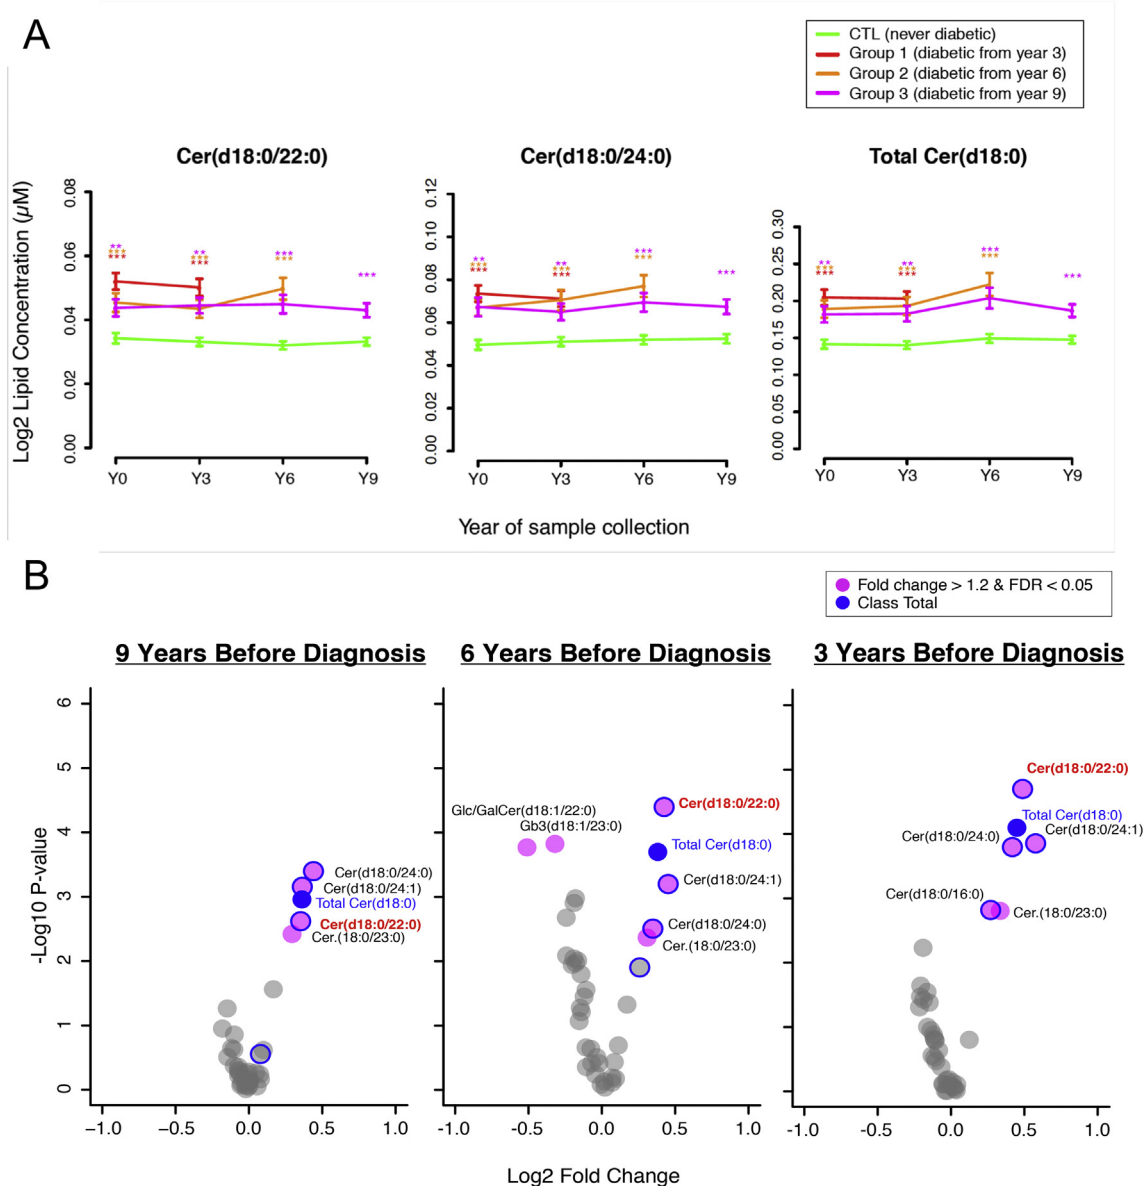 A
CTL (never diabetic)
Group 1 (diabetic from year 3)
Group 2 (diabetic from year 6)
Group 3 (diabetic from year 9)
Cer(d18:0/22:0)
Cer(d18:0/24:0)
Total Cer(d18:0)
Log2 Lipid Concentration (µM)
0.08
0.06
0.04
0.02
0.00
** *** ***
** *** ***
*** ***
***
Y0 Y3 Y6 Y9
0.12
0.10
0.08
0.06
0.04
0.02
0.00
** *** ***
** *** ***
*** ***
***
Y0 Y3 Y6 Y9
0.30
0.25
0.20
0.15
0.10
0.05
0.00
** *** ***
** *** ***
*** ***
***
Y0 Y3 Y6 Y9
Year of sample collection
B
Fold change > 1.2 & FDR < 0.05
Class Total
9 Years Before Diagnosis
6 Years Before Diagnosis
3 Years Before Diagnosis
-Log10 P-value
6
5
4
3
2
1
0
Cer(d18:0/24:0)
Cer(d18:0/24:1)
Total Cer(d18:0)
Cer(d18:0/22:0)
Cer.(18:0/23:0)
−1.0 −0.5 0.0 0.5 1.0
Glc/GalCer(d18:1/22:0)
Gb3(d18:1/23:0)
Cer(d18:0/22:0)
Total Cer(d18:0)
Cer(d18:0/24:1)
Cer(d18:0/24:0)
Cer.(18:0/23:0)
-1.0 -0.5 0.0 0.5 1.0
Cer(d18:0/22:0)
Total Cer(d18:0)
Cer(d18:0/24:0)
Cer(d18:0/24:1)
Cer(d18:0/16:0)
Cer.(18:0/23:0)
-1.0 -0.5 0.0 0.5 1.0
Log2 Fold Change